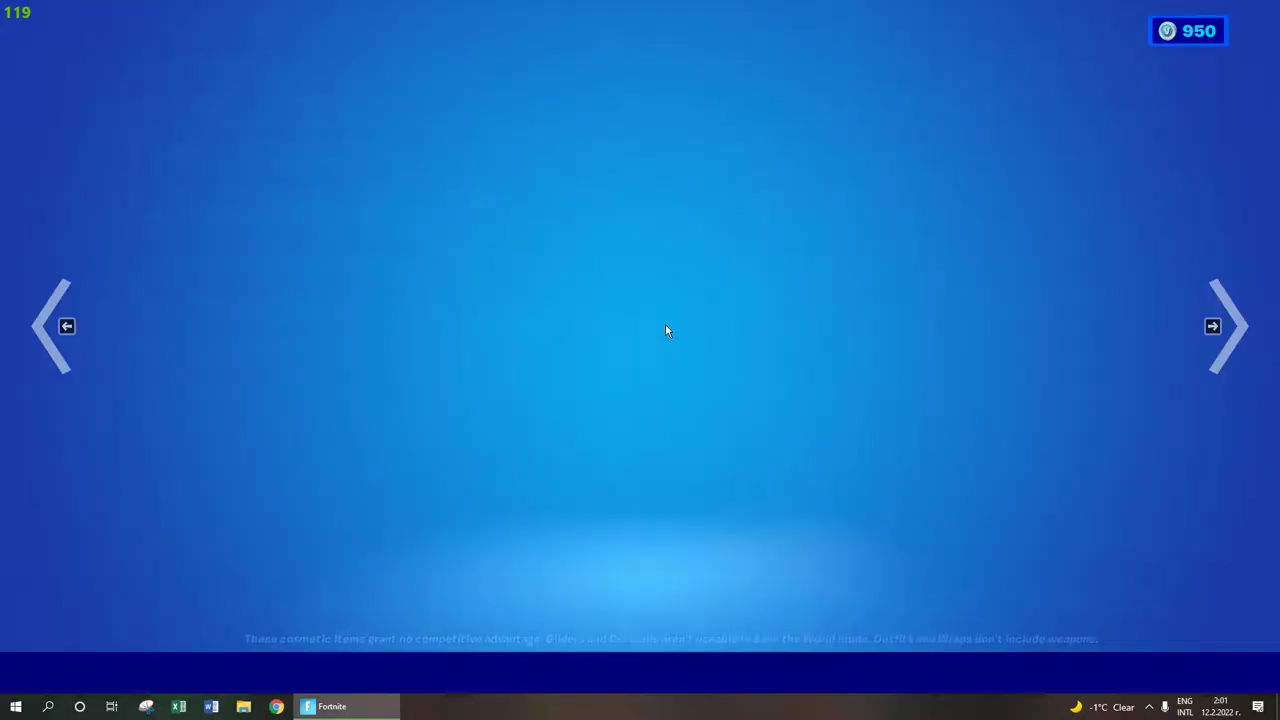 119
950
These cosmetic items grant no competitive advantage. Gliders and Contrails aren't useable in Save the World mode. Outfits and Wraps don't include weapons.
Fortnite
-1°C Clear
ENG
INTL
2:01
12.2.2022 г.